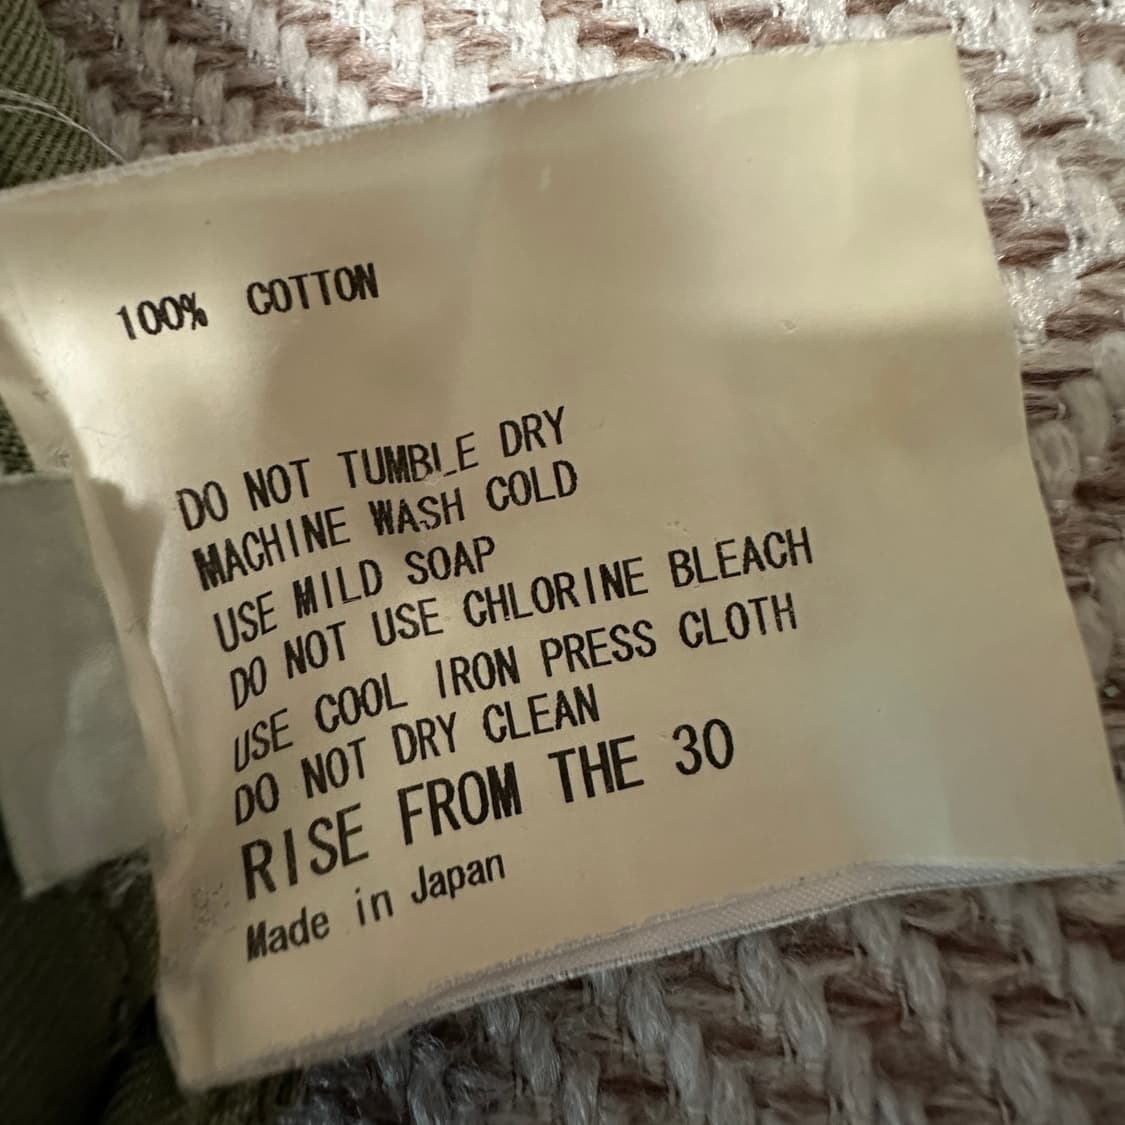 100% COTTON
DO NOT TUMBLE DRY
MACHINE WASH COLD
USE MILD SOAP
DO NOT USE CHLORINE BLEACH
USE COOL IRON PRESS CLOTH
DO NOT DRY CLEAN
RISE FROM THE 30
Made in Japan